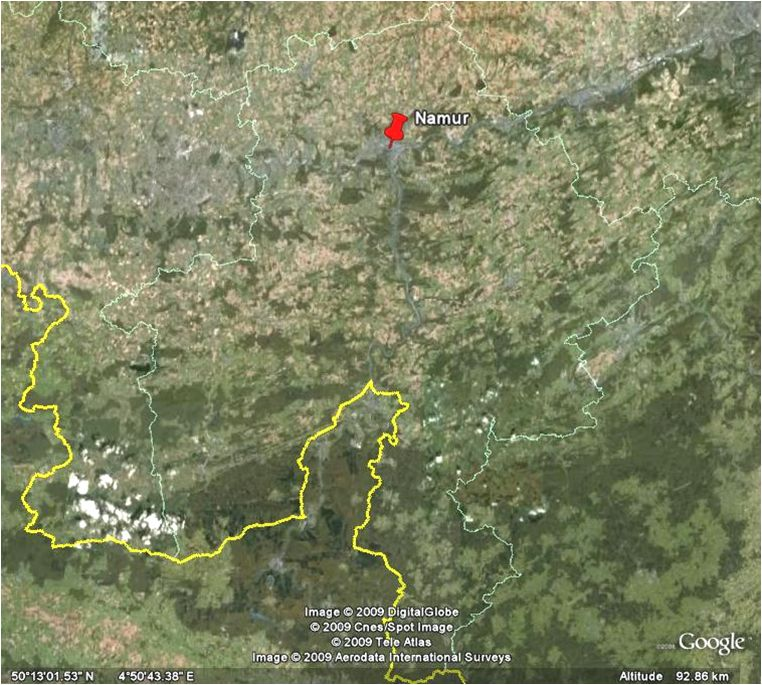 Namur
Image © 2009 DigitalGlobe
© 2009 Cnes/Spot Image
© 2009 Tele Atlas
Image © 2009 Aerodata International Surveys
Google
50°13'01.53" N 4°50'43.38" E Altitude 92.86 km